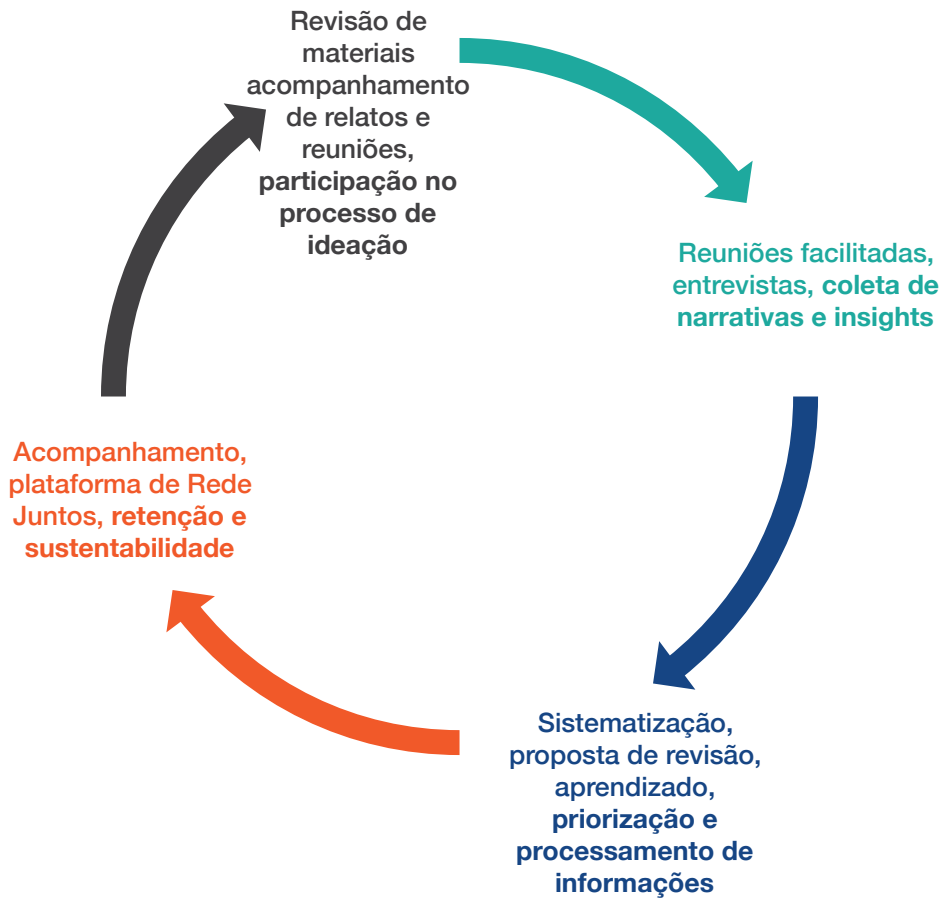 Revisão de
materiais
acompanhamento
de relatos e
reuniões,
participação no
processo de
ideação
Reuniões facilitadas,
entrevistas, coleta de
narrativas e insights
Sistematização,
proposta de revisão,
aprendizado,
priorização e
processamento de
informações
Acompanhamento,
plataforma de Rede
Juntos, retenção e
sustentabilidade